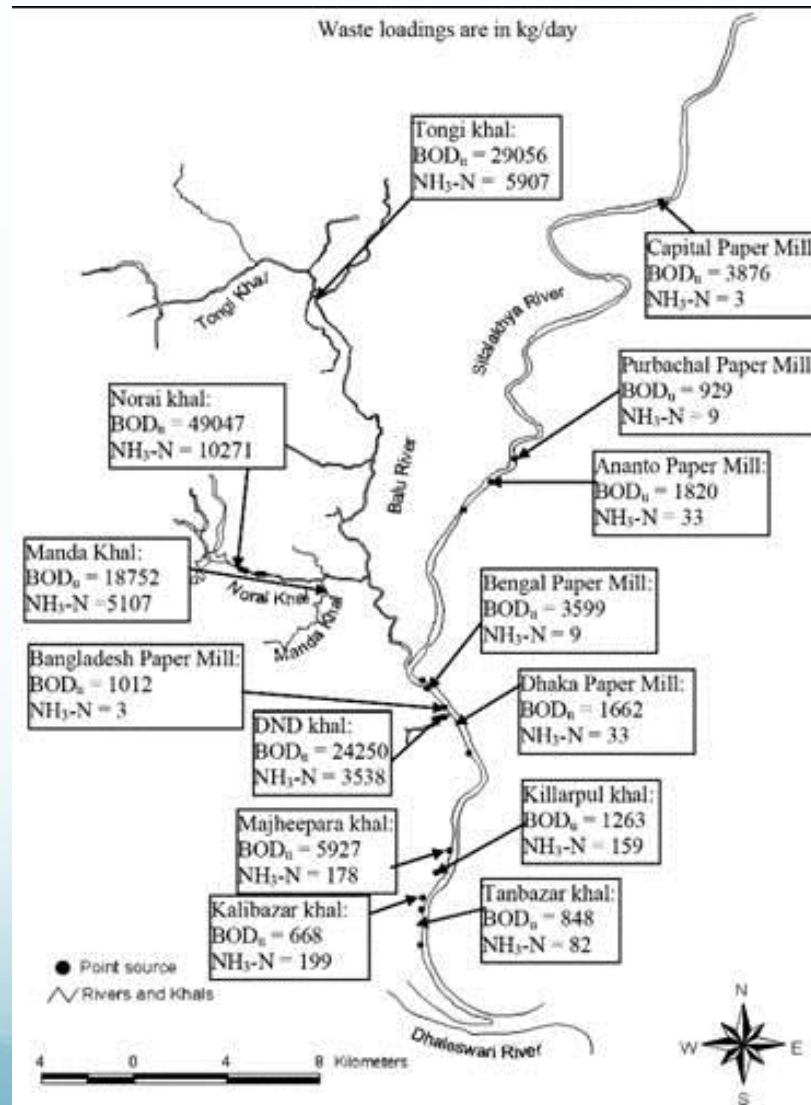 Waste loadings are in kg/day
Tongi khal:
BODu = 29056
NH3-N = 5907
Capital Paper Mill
BODu = 3876
NH3-N = 3
Tongi Khal
Sitalakhya River
Purbachal Paper Mill
BODu = 929
NH3-N = 9
Norai khal:
BODu = 49047
NH3-N = 10271
Balu River
Ananto Paper Mill:
BODu = 1820
NH3-N = 33
Manda Khal:
BODu = 18752
NH3-N =5107
Norai Khal
Manda Khal
Bengal Paper Mill:
BODu = 3599
NH3-N = 9
Bangladesh Paper Mill:
BODu = 1012
NH3-N = 3
Dhaka Paper Mill:
BODu = 1662
NH3-N = 33
DND khal:
BODu = 24250
NH3-N = 3538
Killarpul khal:
BODu = 1263
NH3-N = 159
Majheepara khal:
BODu = 5927
NH3-N = 178
Tanbazar khal:
BODu = 848
NH3-N = 82
Kalibazar khal:
BODu = 668
NH3-N = 199
Point source
Rivers and Khals
Dhaleswari River
4 0 4 8 Kilometers
N
W E
S